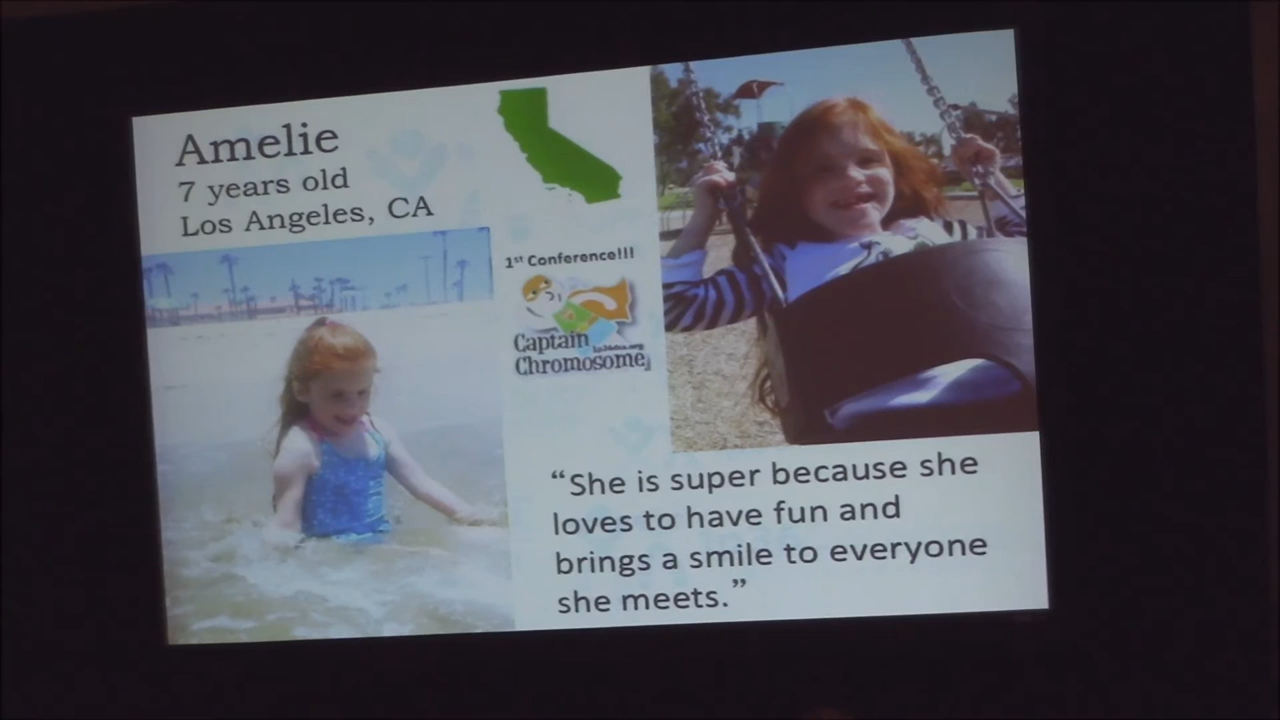 Amelie
7 years old
Los Angeles, CA
1st Conference!!!
Captain
Chromosome
“She is super because she
loves to have fun and
brings a smile to everyone
she meets.”